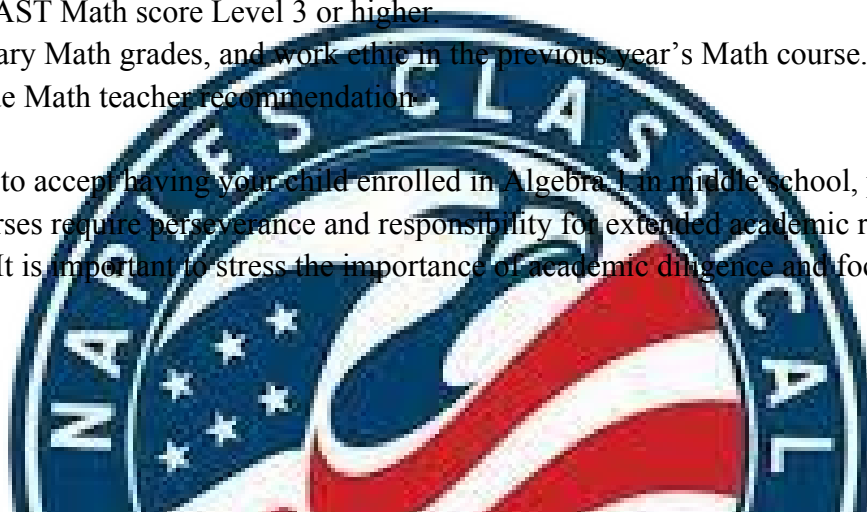 AST Math score Level 3 or higher.
ary Math grades, and work ethic in the previous year’s Math course.
e Math teacher recommendation
to accept having your child enrolled in Algebra 1 in middle school,
rses require perseverance and responsibility for extended academic r
It is important to stress the importance of academic diligence and foc
NAPLES CLASSICAL